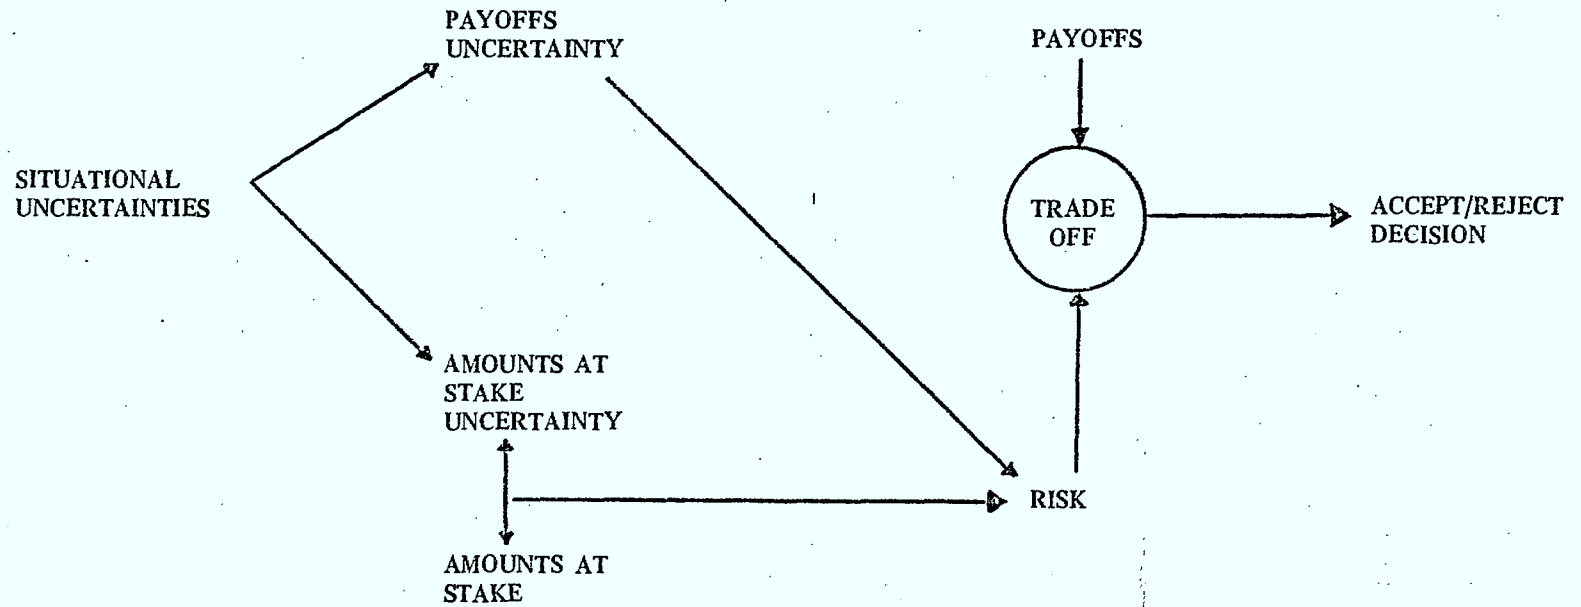 PAYOFFS
UNCERTAINTY
PAYOFFS
SITUATIONAL
UNCERTAINTIES
TRADE
OFF
ACCEPT/REJECT
DECISION
AMOUNTS AT
STAKE
UNCERTAINTY
RISK
AMOUNTS AT
STAKE